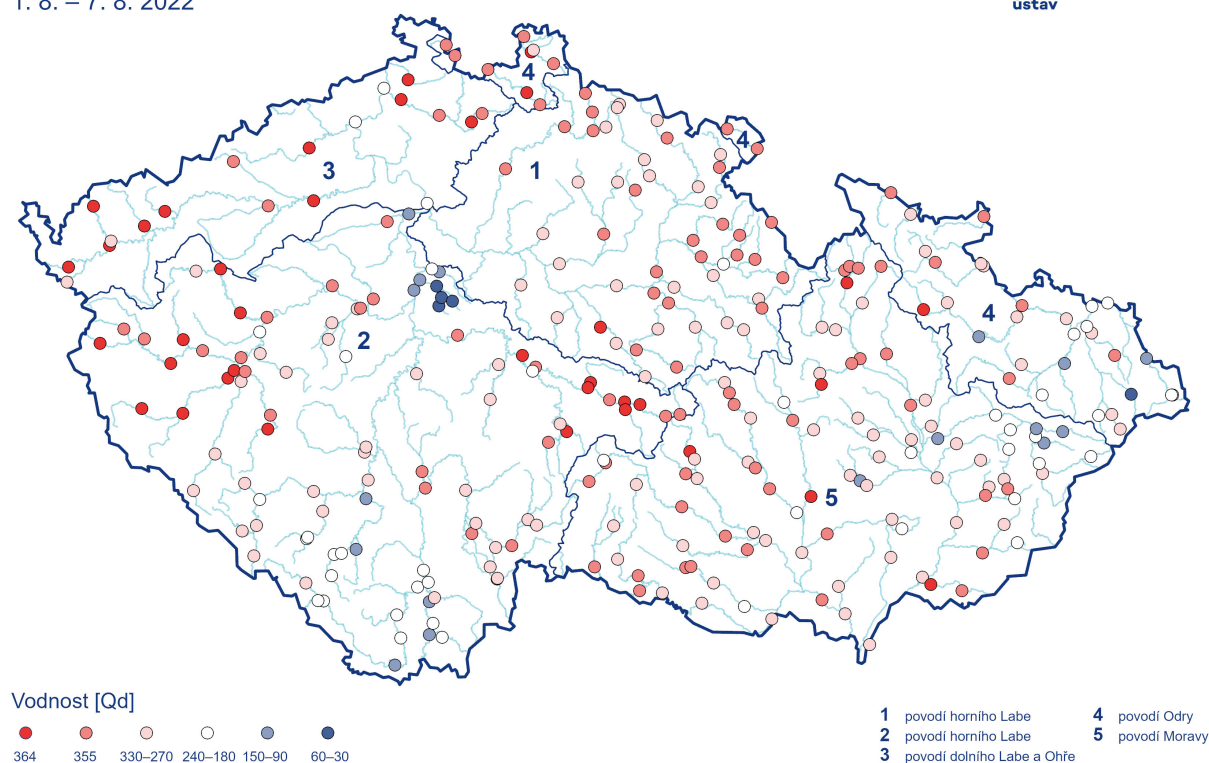 1. 8. – 7. 8. 2022
ústav
4
4
3
1
4
2
5
Vodnost [Qd]
364 355 330–270 240–180 150–90 60–30
1 povodí horního Labe
2 povodí horního Labe
3 povodí dolního Labe a Ohře
4 povodí Odry
5 povodí Moravy